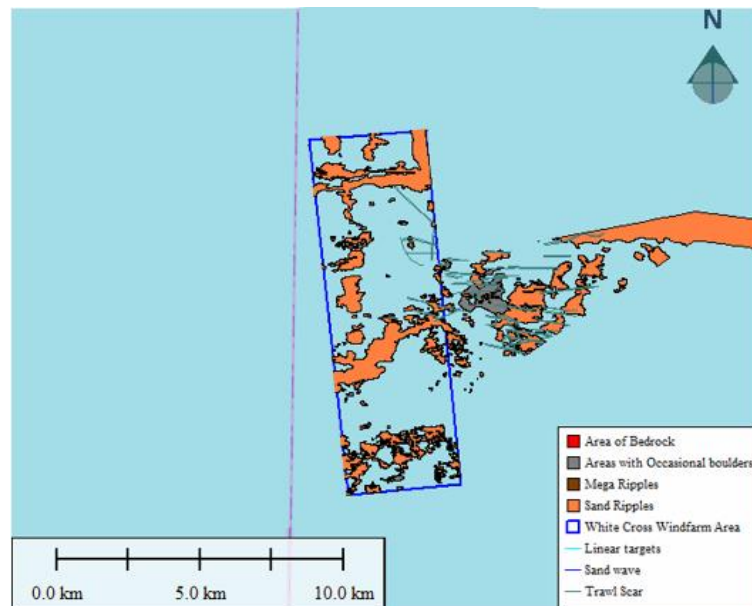 N
Area of Bedrock
Areas with Occasional boulders
Mega Ripples
Sand Ripples
White Cross Windfarm Area
Linear targets
Sand wave
Trawl Scar
0.0 km 5.0 km 10.0 km